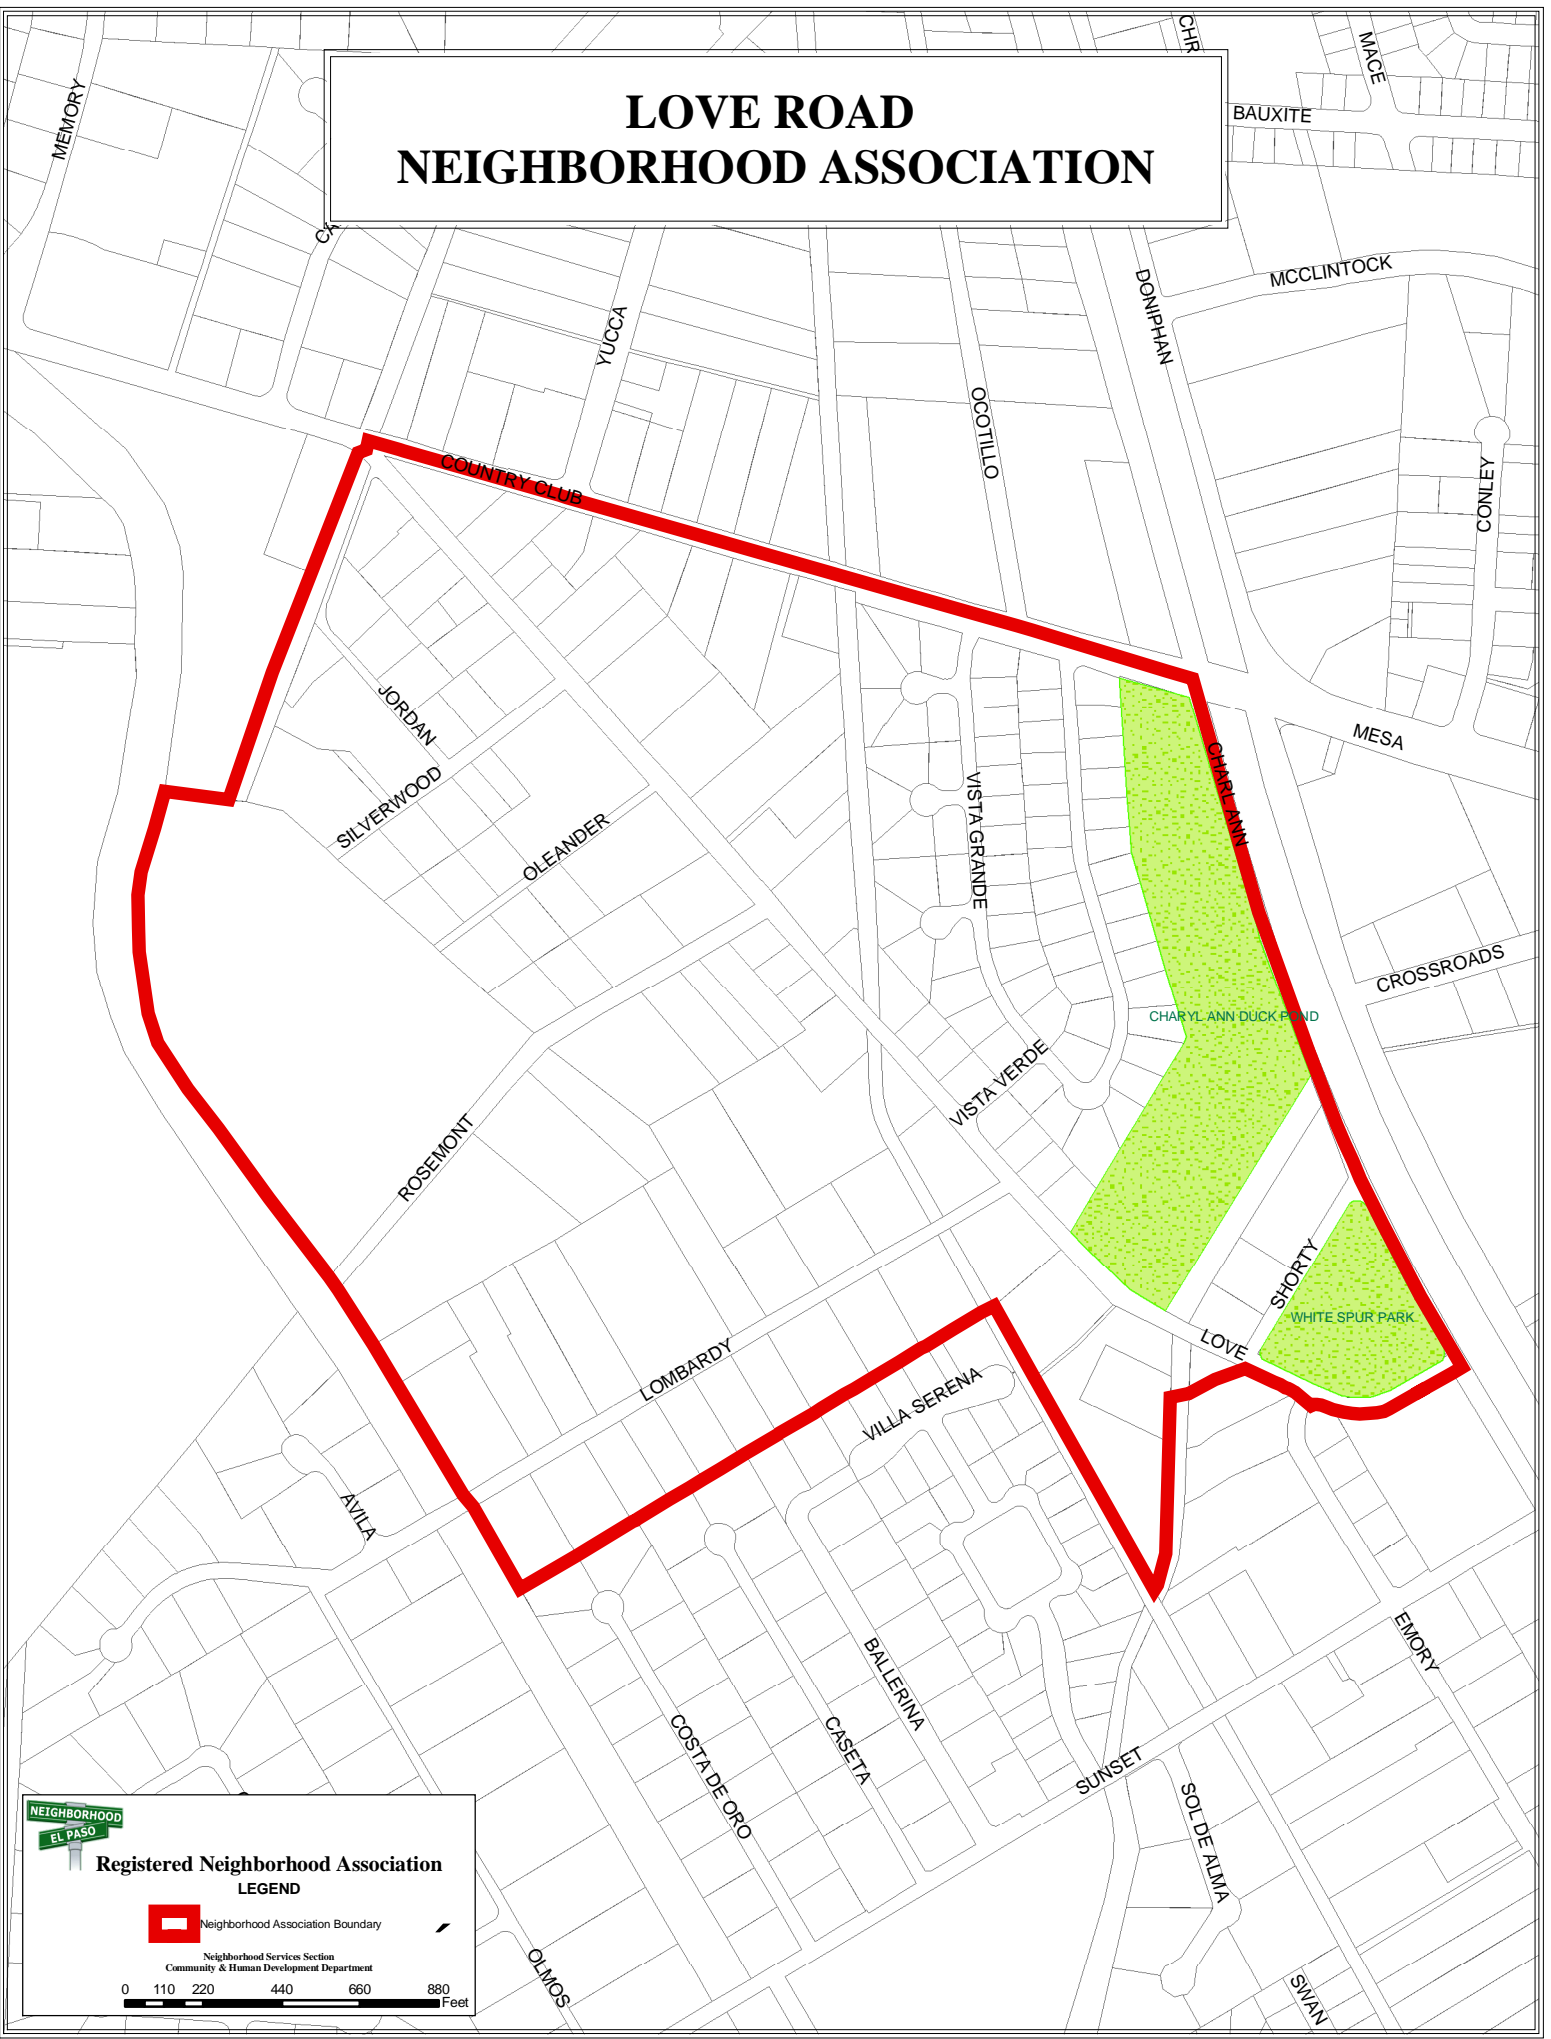 CHR
MACE
MEMORY
LOVE ROAD
NEIGHBORHOOD ASSOCIATION
BAUXITE
CA
MCCLINTOCK
DONIPHAN
YUCCA
OCOTILLO
COUNTRY CLUB
CONLEY
JORDAN
MESA
CHARL ANN
SILVERWOOD
VISTA GRANDE
OLEANDER
CROSSROADS
CHARYL ANN DUCK POND
VISTA VERDE
ROSEMONT
SHORTY
WHITE SPUR PARK
LOVE
LOMBARDY
VILLA SERENA
AVILA
EMORY
BALLERINA
COSTA DE ORO
CASETA
SUNSET
SOL DE ALMA
OLMOS
SWAN
NEIGHBORHOOD
EL PASO
Registered Neighborhood Association
LEGEND
Neighborhood Association Boundary
Neighborhood Services Section
Community & Human Development Department
0 110 220 440 660 880
Feet